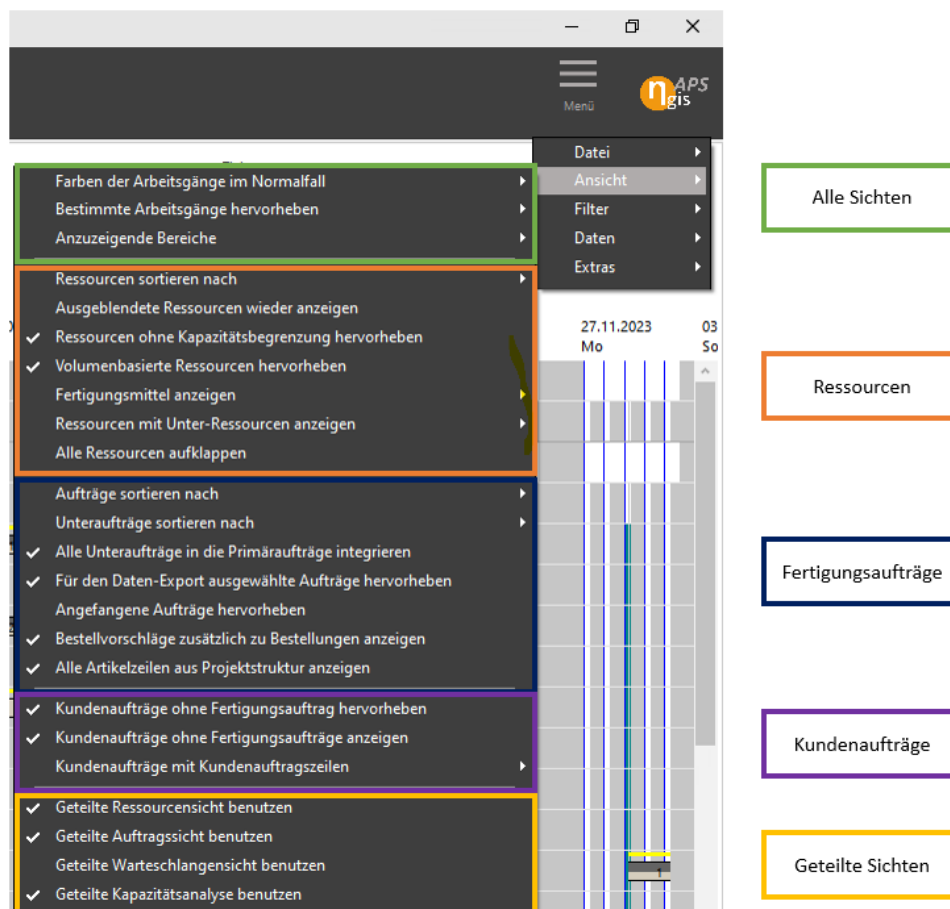 Menü
ηgis APS
Datei
Ansicht
Filter
Daten
Extras
Farben der Arbeitsgänge im Normalfall
Bestimmte Arbeitsgänge hervorheben
Anzuzeigende Bereiche
Alle Sichten
Ressourcen sortieren nach
Ausgeblendete Ressourcen wieder anzeigen
Ressourcen ohne Kapazitätsbegrenzung hervorheben
Volumenbasierte Ressourcen hervorheben
Fertigungsmittel anzeigen
Ressourcen mit Unter-Ressourcen anzeigen
Alle Ressourcen aufklappen
27.11.2023 03
Mo So
Ressourcen
Aufträge sortieren nach
Unteraufträge sortieren nach
Alle Unteraufträge in die Primäraufträge integrieren
Für den Daten-Export ausgewählte Aufträge hervorheben
Angefangene Aufträge hervorheben
Bestellvorschläge zusätzlich zu Bestellungen anzeigen
Alle Artikelzeilen aus Projektstruktur anzeigen
Fertigungsaufträge
Kundenaufträge ohne Fertigungsauftrag hervorheben
Kundenaufträge ohne Fertigungsaufträge anzeigen
Kundenaufträge mit Kundenauftragszeilen
Kundenaufträge
Geteilte Ressourcensicht benutzen
Geteilte Auftragssicht benutzen
Geteilte Warteschlangensicht benutzen
Geteilte Kapazitätsanalyse benutzen
1
Geteilte Sichten